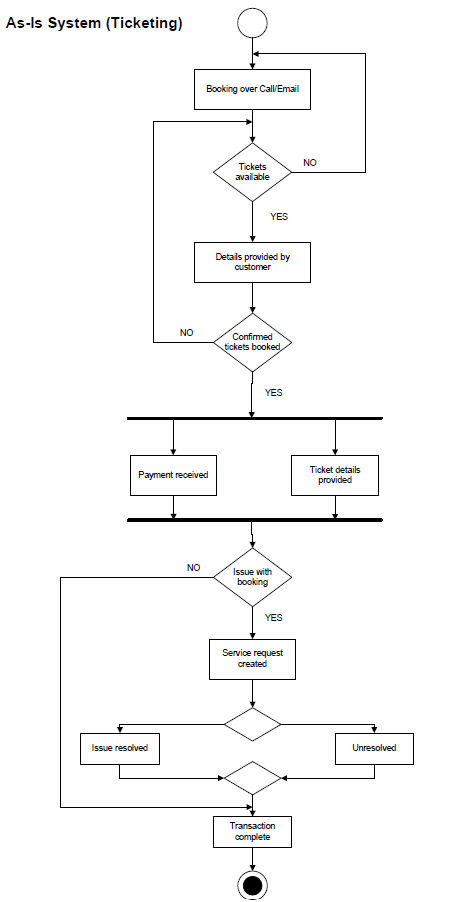 As-Is System (Ticketing)
Booking over Call/Email
Tickets
available
NO
YES
Details provided by
customer
NO
Confirmed
tickets booked
YES
Payment received
Ticket details
provided
NO
Issue with
booking
YES
Service request
created
Issue resolved
Unresolved
Transaction
complete